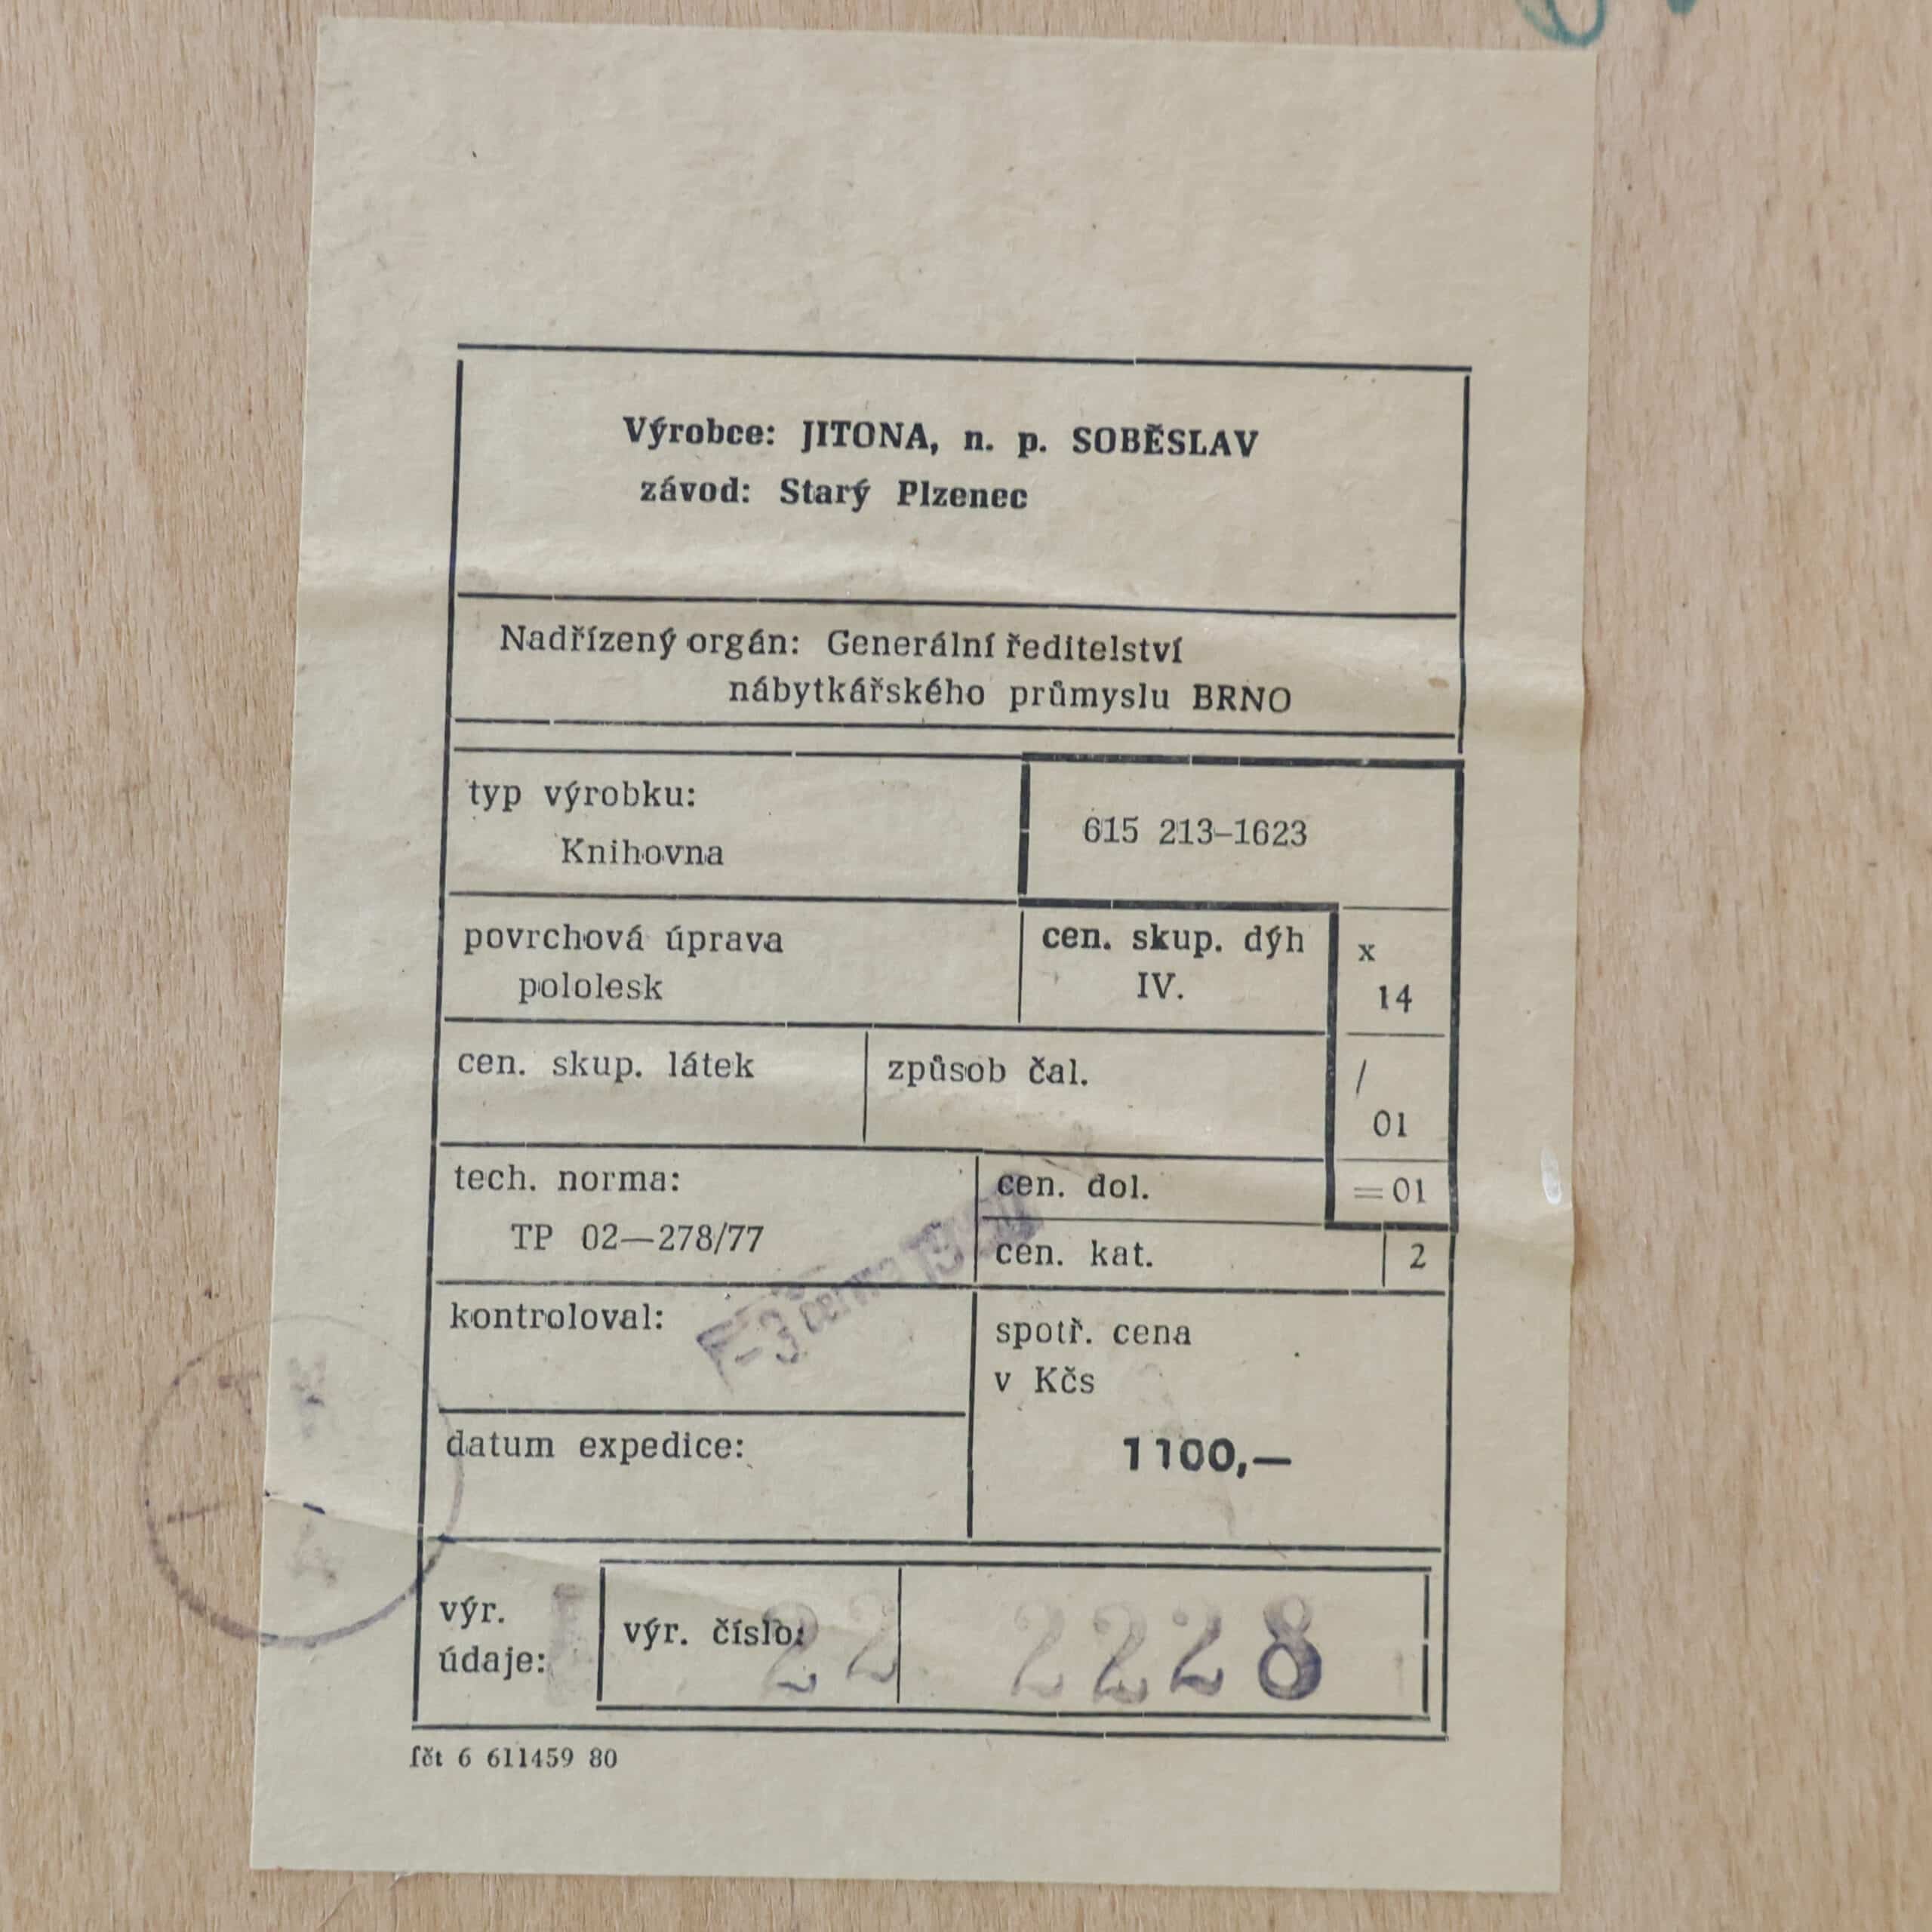 Výrobce: JITONA, n. p. SOBĚSLAV
závod: Starý Plzenec
Nadřízený orgán: Generální ředitelství
nábytkářského průmyslu BRNO
typ výrobku:
Knihovna
615 213–1623
povrchová úprava
pololesk
cen. skup. dýh
IV.
x
14
cen. skup. látek
způsob čal.
/
01
tech. norma:
TP 02—278/77
cen. dol.
=01
cen. kat.
2
kontroloval:
-3 června
spotř. cena
v Kčs
1100,—
datum expedice:
výr.
údaje:
výr. číslo:
22 2228
fčt 6 611459 80